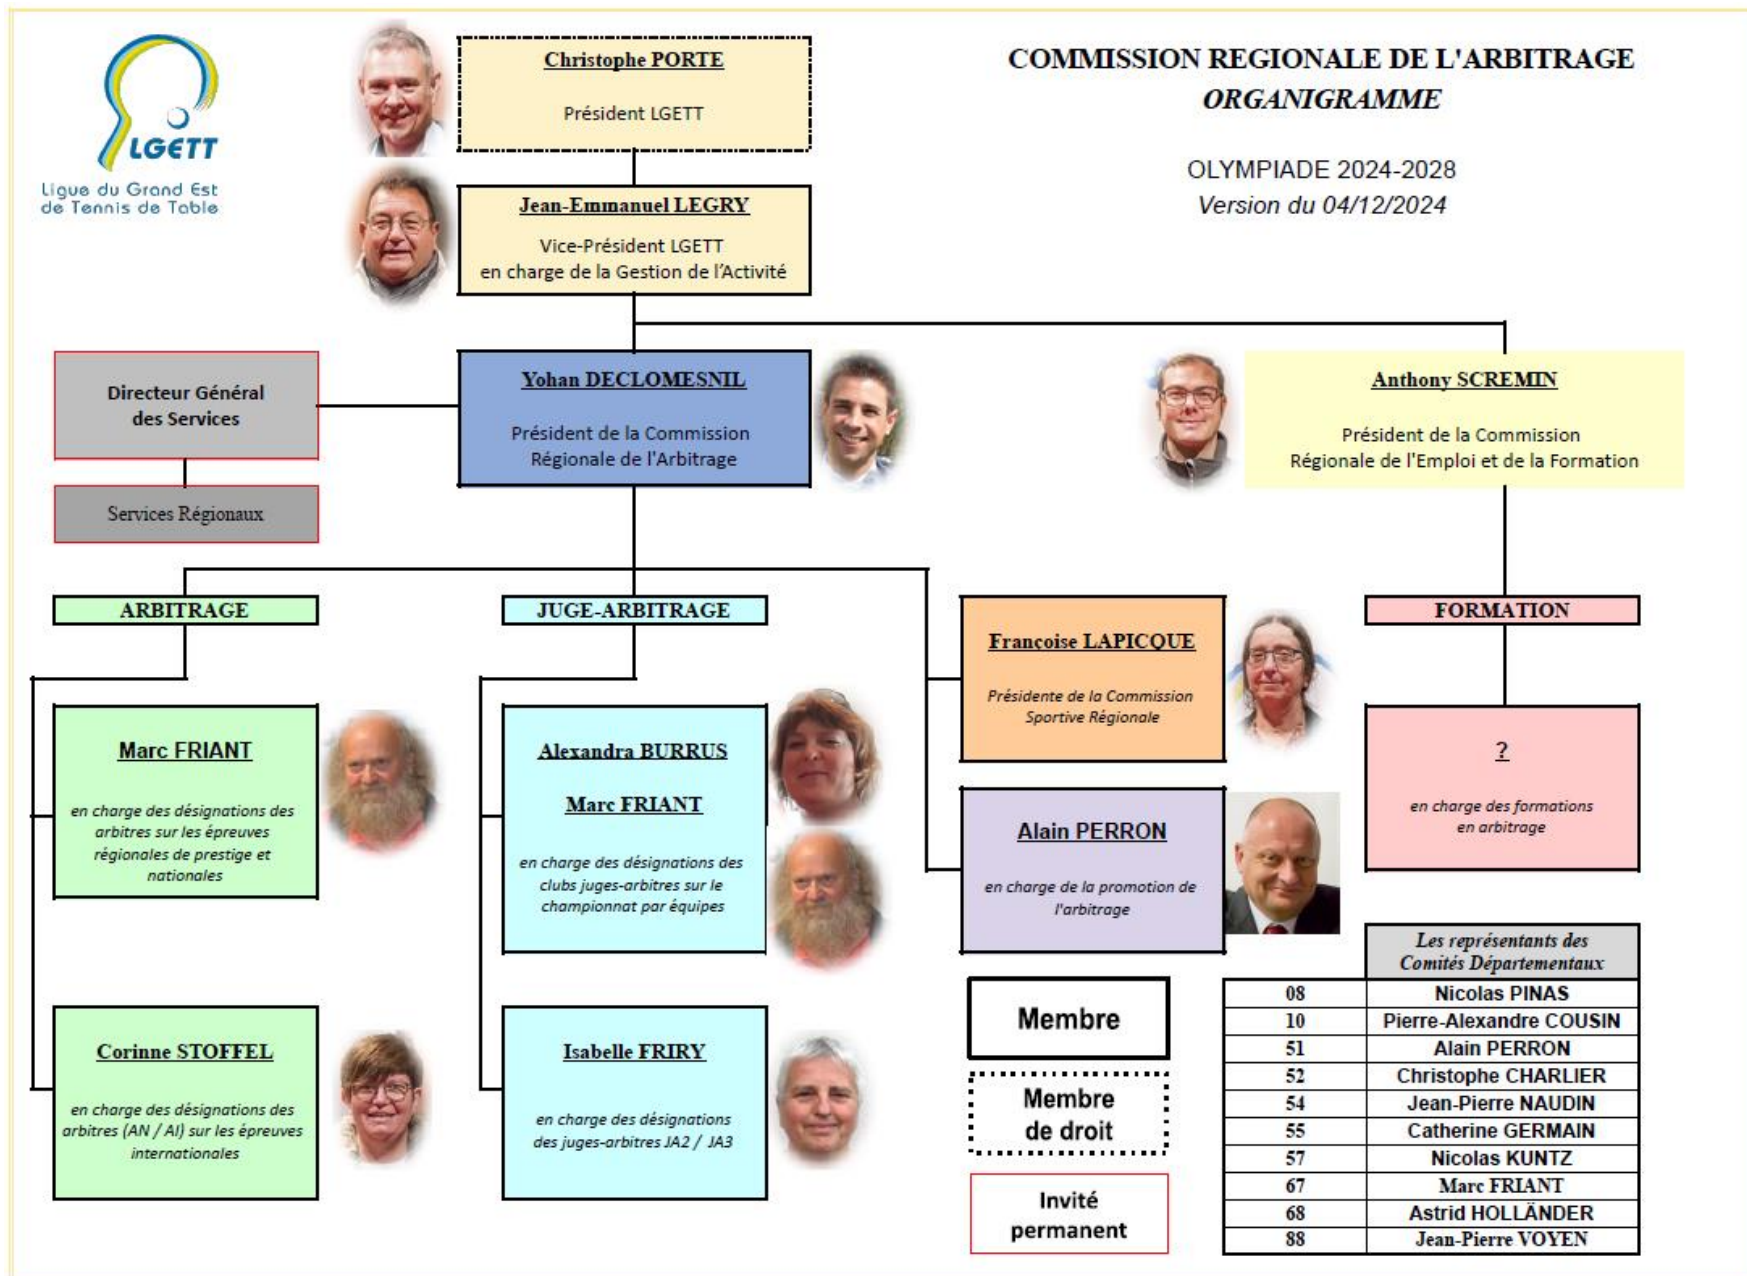 LGETT
Ligue du Grand Est
de Tennis de Table
Christophe PORTE
Président LGETT
COMMISSION REGIONALE DE L'ARBITRAGE
ORGANIGRAMME
OLYMPIADE 2024-2028
Version du 04/12/2024
Jean-Emmanuel LEGRY
Vice-Président LGETT
en charge de la Gestion de l'Activité
Directeur Général
des Services
Services Régionaux
Yohan DECLOMESNIL
Président de la Commission
Régionale de l'Arbitrage
Anthony SCREMIN
Président de la Commission
Régionale de l'Emploi et de la Formation
ARBITRAGE
Marc FRIANT
en charge des désignations des
arbitres sur les épreuves
régionales de prestige et
nationales
Corinne STOFFEL
en charge des désignations des
arbitres (AN / AI) sur les épreuves
internationales
JUGE-ARBITRAGE
Alexandra BURRUS
Marc FRIANT
en charge des désignations des
clubs juges-arbitres sur le
championnat par équipes
Isabelle FRIRY
en charge des désignations
des juges-arbitres JA2 / JA3
Françoise LAPICQUE
Présidente de la Commission
Sportive Régionale
Alain PERRON
en charge de la promotion de
l'arbitrage
FORMATION
?
en charge des formations
en arbitrage
Membre
Membre
de droit
Invité
permanent
Les représentants des
Comités Départementaux
08 Nicolas PINAS
10 Pierre-Alexandre COUSIN
51 Alain PERRON
52 Christophe CHARLIER
54 Jean-Pierre NAUDIN
55 Catherine GERMAIN
57 Nicolas KUNTZ
67 Marc FRIANT
68 Astrid HOLLÄNDER
88 Jean-Pierre VOYEN